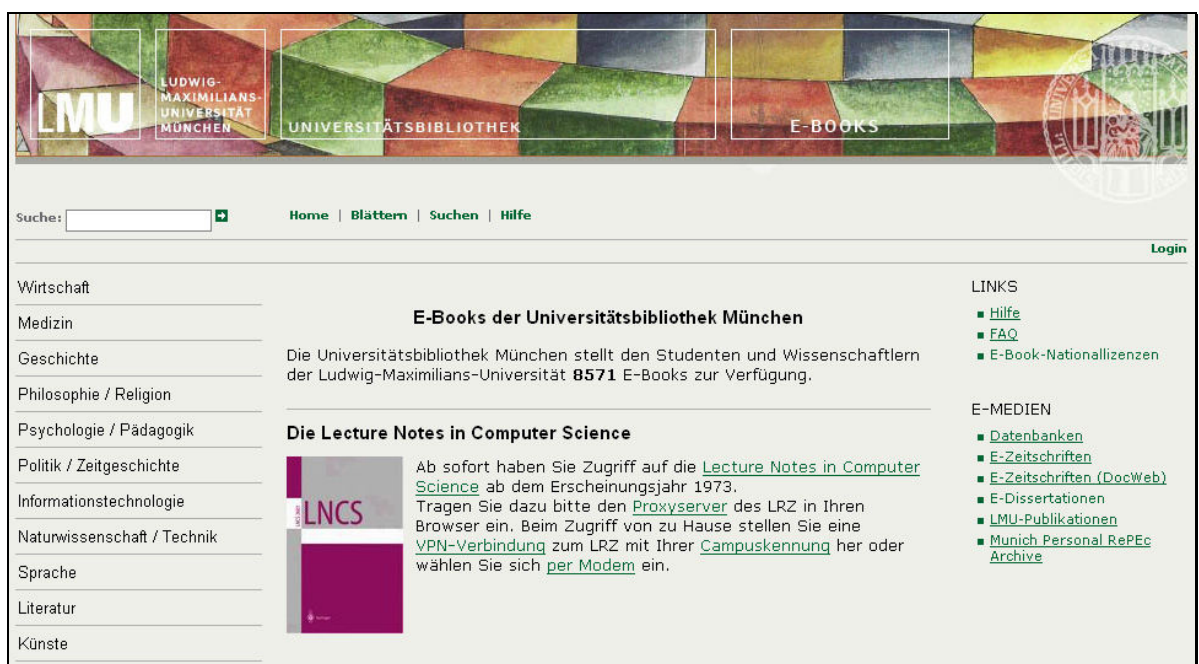 LMU
LUDWIG-
MAXIMILIANS-
UNIVERSITÄT
MÜNCHEN
UNIVERSITÄTSBIBLIOTHEK
E-BOOKS
Suche:
Home | Blättern | Suchen | Hilfe
Login
Wirtschaft
Medizin
Geschichte
Philosophie / Religion
Psychologie / Pädagogik
Politik / Zeitgeschichte
Informationstechnologie
Naturwissenschaft / Technik
Sprache
Literatur
Künste
E-Books der Universitätsbibliothek München
Die Universitätsbibliothek München stellt den Studenten und Wissenschaftlern
der Ludwig-Maximilians-Universität 8571 E-Books zur Verfügung.
Die Lecture Notes in Computer Science
LNCS
Ab sofort haben Sie Zugriff auf die Lecture Notes in Computer
Science ab dem Erscheinungsjahr 1973.
Tragen Sie dazu bitte den Proxyserver des LRZ in Ihren
Browser ein. Beim Zugriff von zu Hause stellen Sie eine
VPN-Verbindung zum LRZ mit Ihrer Campuskennung her oder
wählen Sie sich per Modem ein.
LINKS
Hilfe
FAQ
E-Book-Nationallizenzen
E-MEDIEN
Datenbanken
E-Zeitschriften
E-Zeitschriften (DocWeb)
E-Dissertationen
LMU-Publikationen
Munich Personal RePEc
Archive